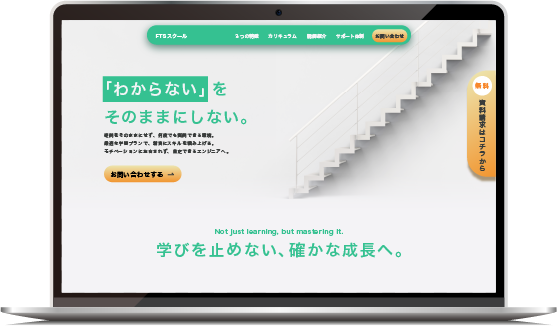 FTSスクール
3つの特徴 カリキュラム 講師紹介 サポート体制 お問い合わせ
「わからない」を
そのままにしない。
疑問をそのままにせず、何度でも質問できる環境。
最適な学習プランで、着実にスキルを積み上げる。
モチベーションに左右されず、自走できるエンジニアへ。
お問い合わせする →
無料
資料請求はコチラから
Not just learning, but mastering it.
学びを止めない、確かな成長へ。